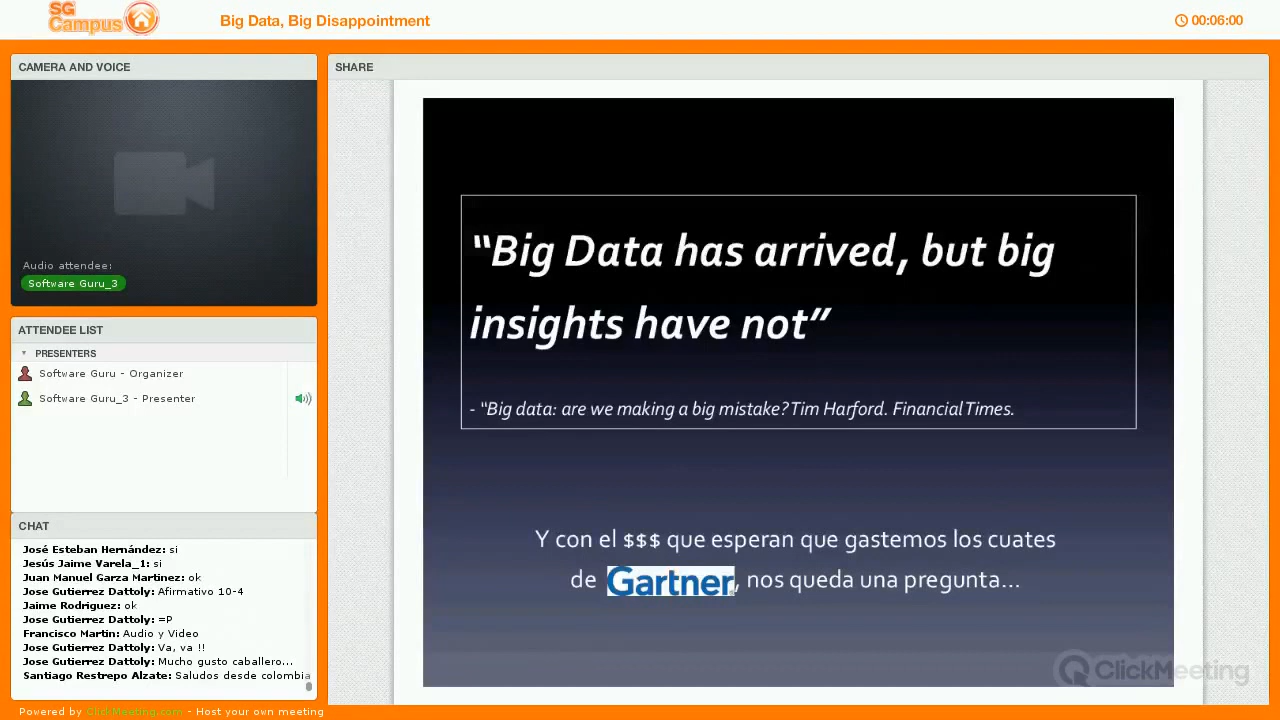 SG
Campus
Big Data, Big Disappointment
00:06:00
CAMERA AND VOICE
Audio attendee:
Software Guru_3
ATTENDEE LIST
PRESENTERS
Software Guru - Organizer
Software Guru_3 - Presenter
CHAT
José Esteban Hernández: si
Jesús Jaime Varela_1: si
Juan Manuel Garza Martinez: ok
Jose Gutierrez Dattoly: Afirmativo 10-4
Jaime Rodriguez: ok
Jose Gutierrez Dattoly: =P
Francisco Martin: Audio y Video
Jose Gutierrez Dattoly: Va, va !!
Jose Gutierrez Dattoly: Mucho gusto caballero...
Santiago Restrepo Alzate: Saludos desde colombia
SHARE
“Big Data has arrived, but big
insights have not”
- “Big data: are we making a big mistake? Tim Harford. Financial Times.
Y con el $$$ que esperan que gastemos los cuates
de Gartner, nos queda una pregunta...
ClickMeeting
Powered by ClickMeeting.com - Host your own meeting